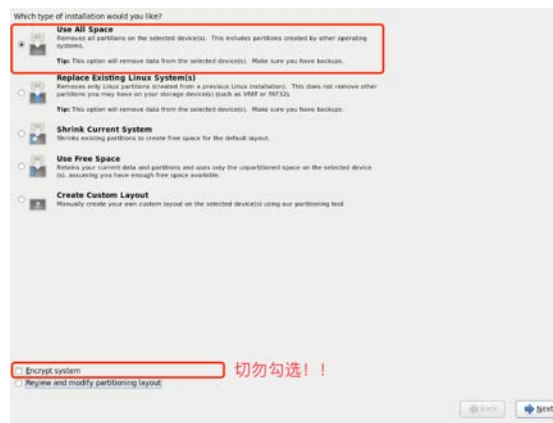 Which type of installation would you like?
Use All Space
Removes all partitions on the selected device(s). This includes partitions created by other operating
systems.
Tip: This option will remove data from the selected device(s). Make sure you have backups.
Replace Existing Linux System(s)
Removes only Linux partitions (created from a previous Linux installation). This does not remove other
partitions you may have on your storage device(s) (such as VFAT or FAT32).
Tip: This option will remove data from the selected device(s). Make sure you have backups.
Shrink Current System
Shrinks existing partitions to create free space for the default layout.
Use Free Space
Retains your current data and partitions and uses only the unpartitioned space on the selected device
(s), assuming you have enough free space available.
Create Custom Layout
Manually create your own custom layout on the selected device(s) using our partitioning tool.
Encrypt system
切勿勾选！！
Review and modify partitioning layout
Back
Next